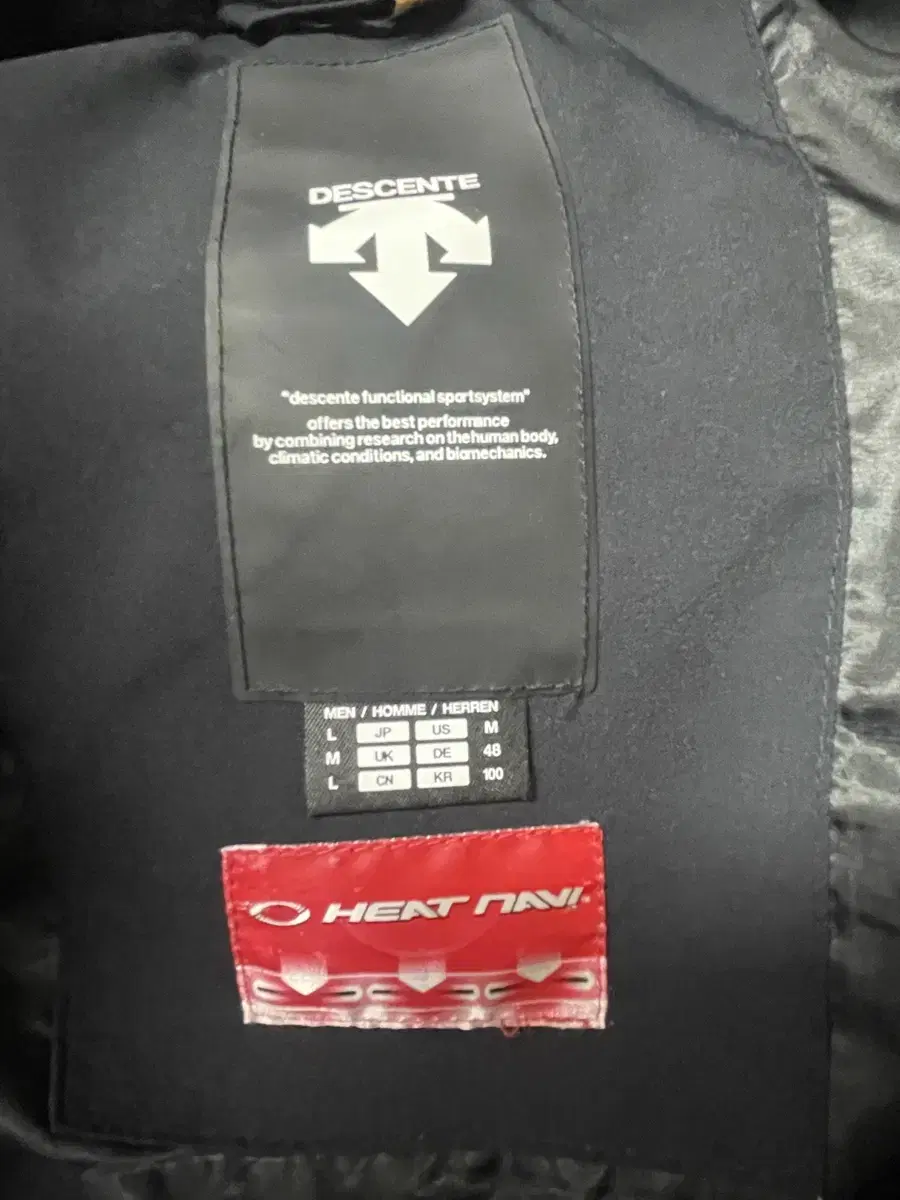 DESCENTE
"descente functional sportsystem"
offers the best performance
by combining research on the human body,
climatic conditions, and biomechanics.
MEN / HOMME / HERREN
L JP US M
M UK DE 48
L CN KR 100
HEAT NAVI